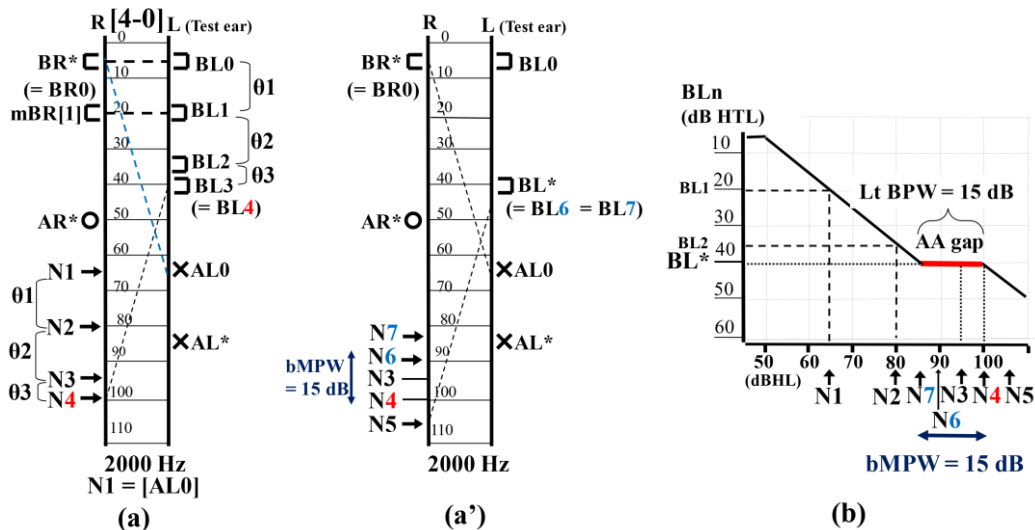 R [4-0] L (Test ear)
0
BR*
BL0
θ1
10
(= BR0)
mBR[1]
20
BL1
θ2
30
BL2
θ3
40
BL3
(= BL4)
AR*
50
60
N1
AL0
θ1
70
N2
80
AL*
θ2
90
N3
θ3
100
N4
110
2000 Hz
N1 = [AL0]
(a)
R L (Test ear)
0
BR*
BL0
10
(= BR0)
20
30
40
BL*
(= BL6 = BL7)
AR*
50
60
AL0
70
80
N7
AL*
N6
90
bMPW
= 15 dB
N3
N4
100
N5
110
2000 Hz
(a’)
BLn
(dB HTL)
10
BL1
20
Lt BPW = 15 dB
30
BL2
AA gap
BL*
40
50
60
50 60 70 80 90 100
(dBHL)
N1 N2 N7 N3 N4 N5
N6
bMPW = 15 dB
(b)